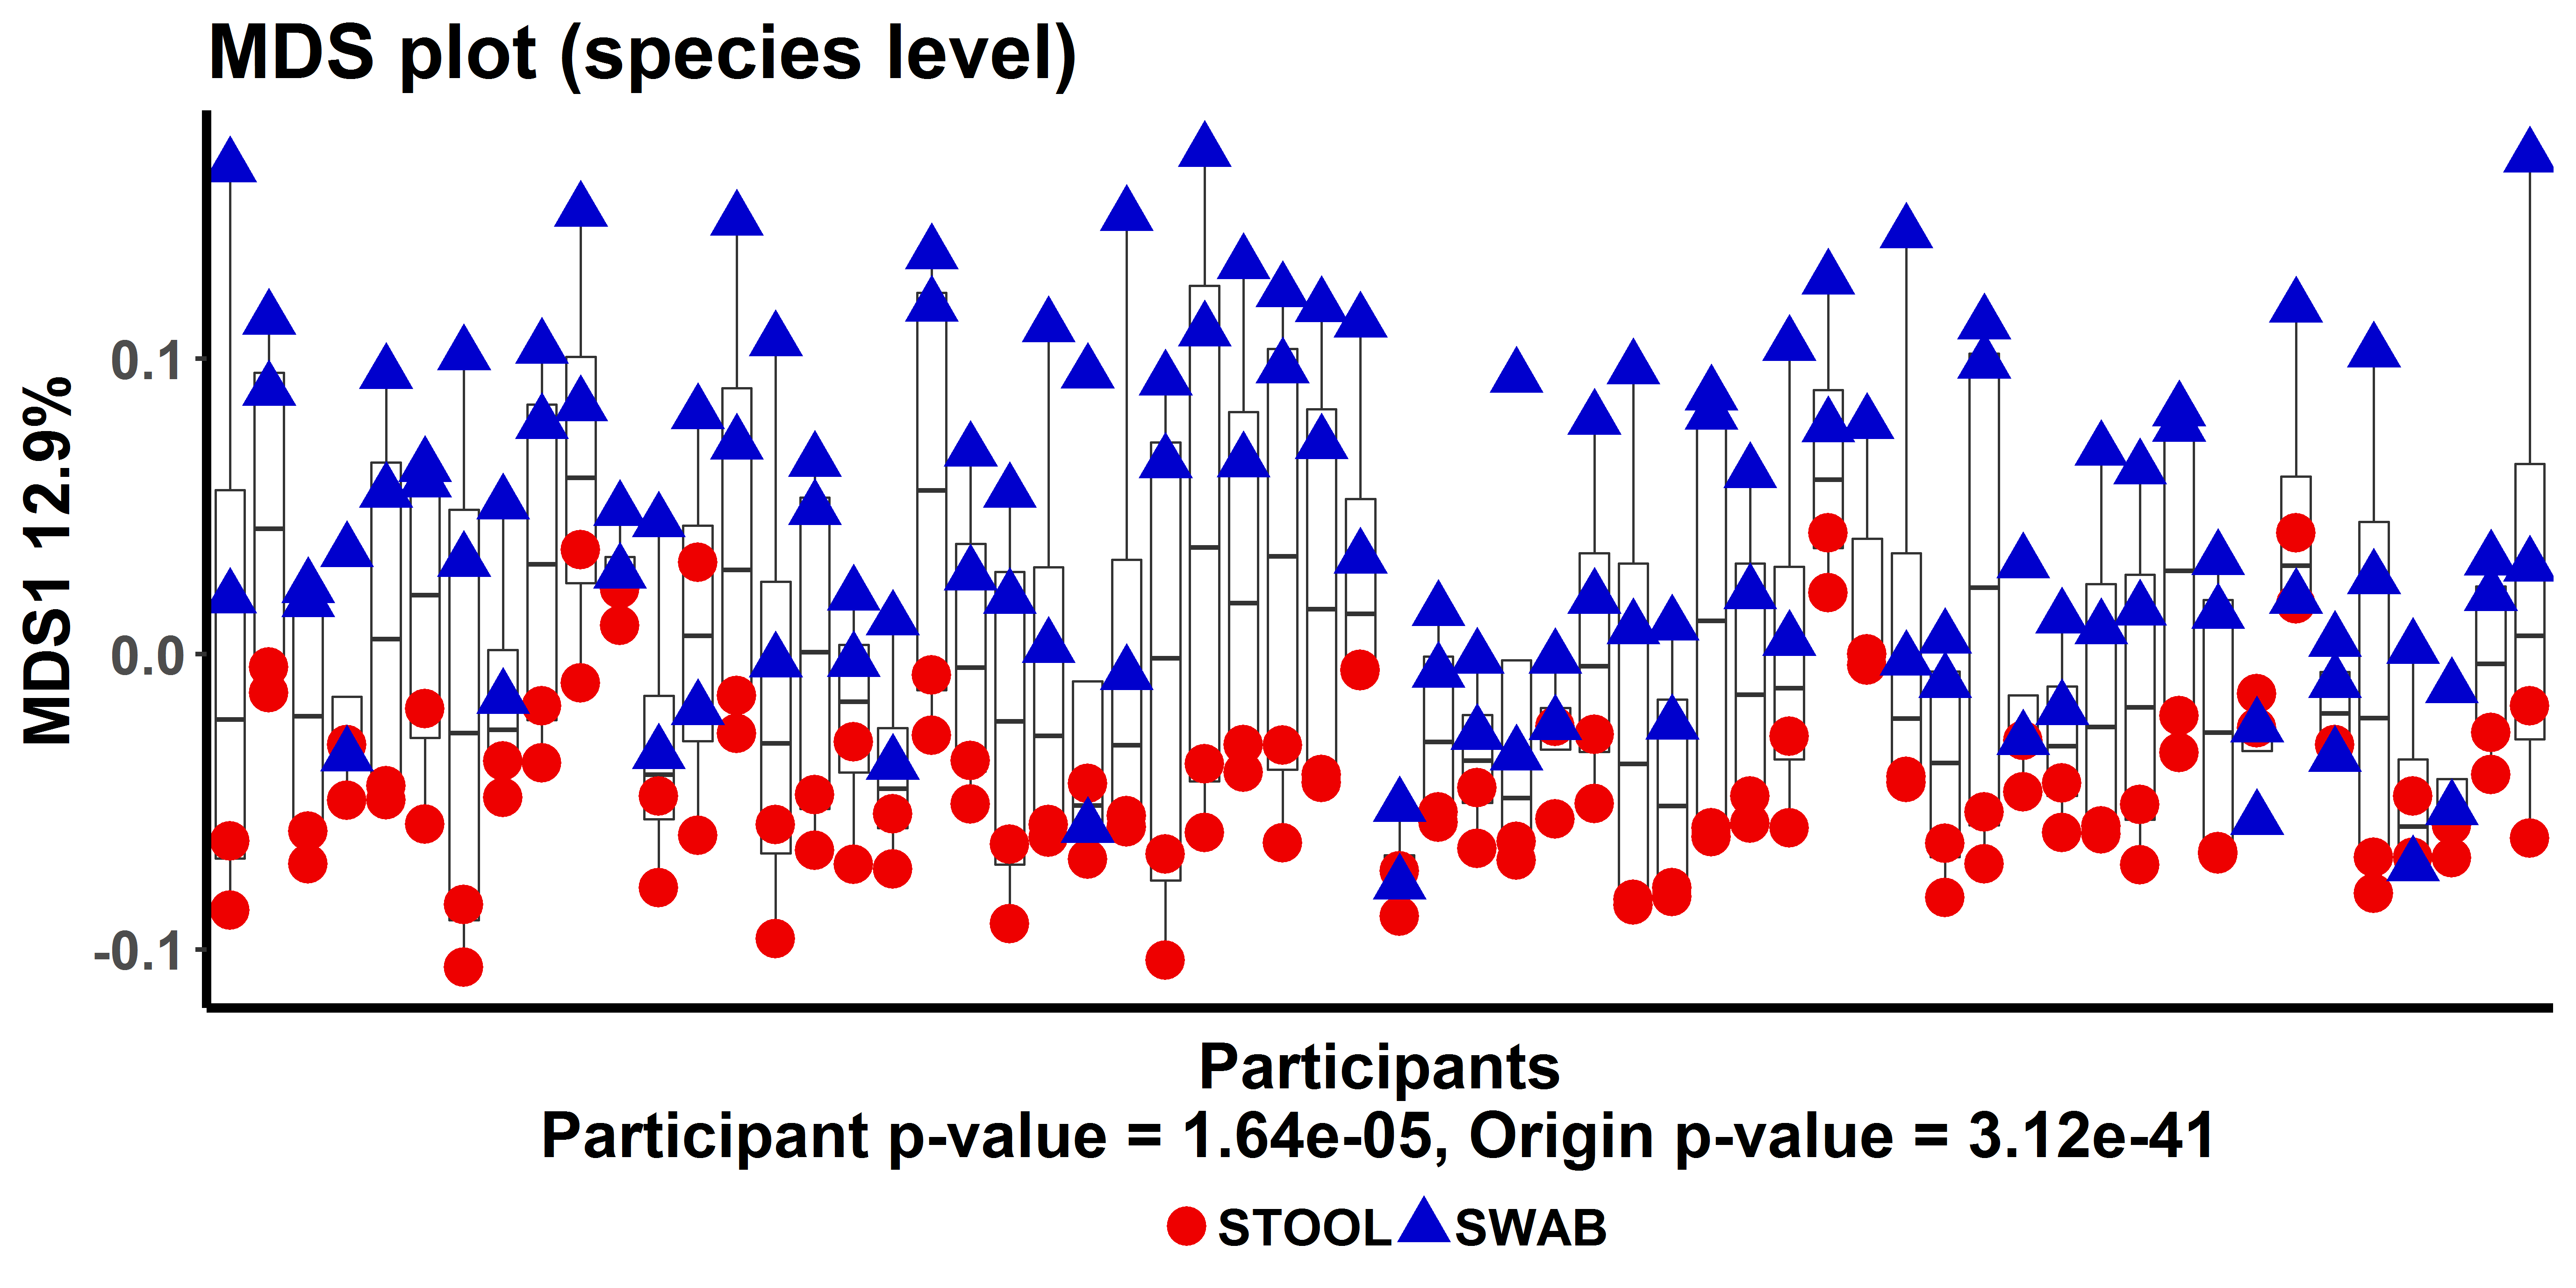 MDS plot (species level)
MDS1 12.9%
0.1
0.0
-0.1
Participants
Participant p-value = 1.64e-05, Origin p-value = 3.12e-41
STOOL SWAB